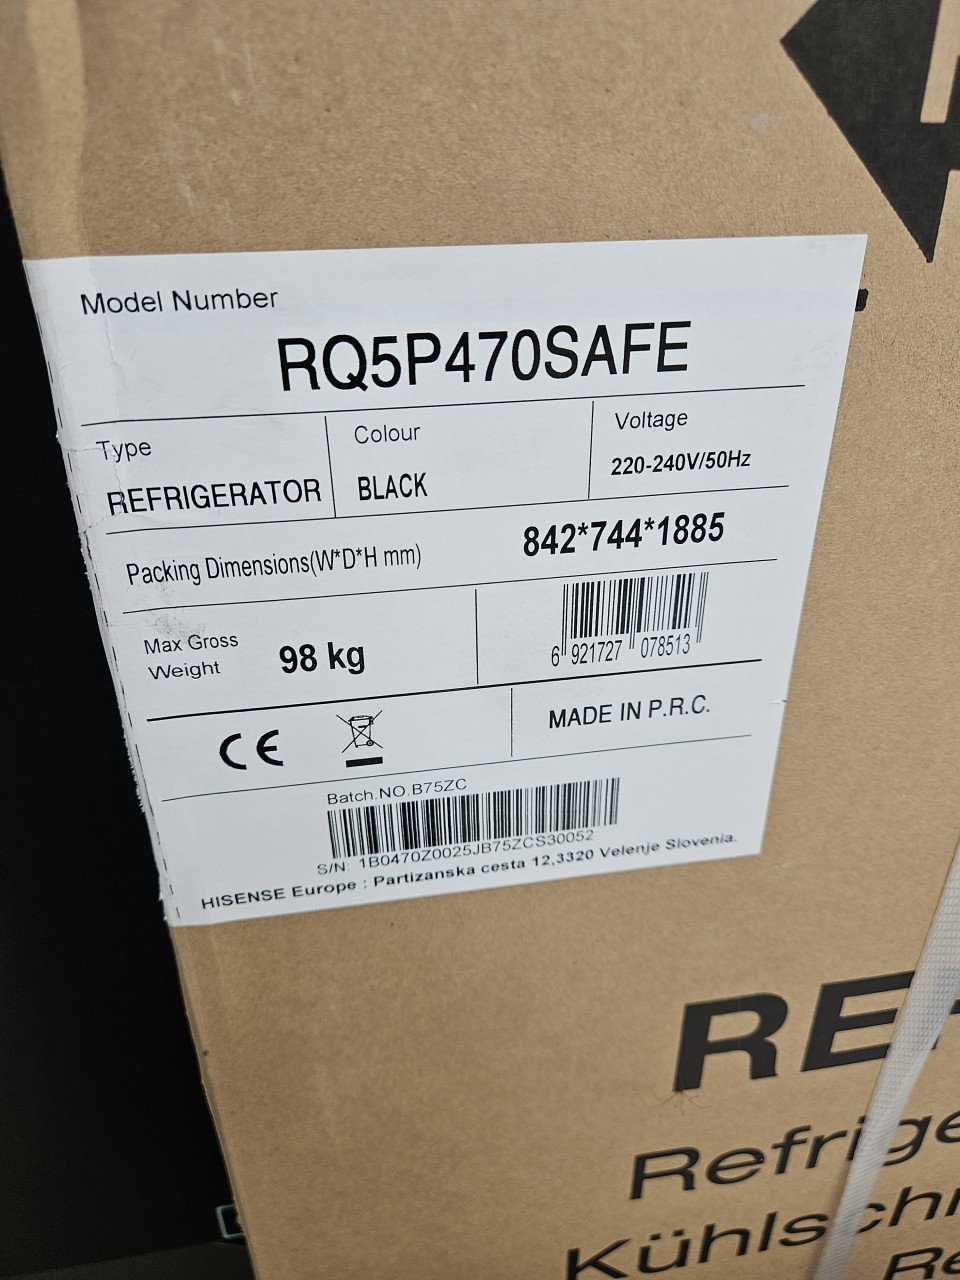 Model Number
RQ5P470SAFE
Type
REFRIGERATOR
Colour
BLACK
Voltage
220-240V/50Hz
Packing Dimensions(W*D*H mm)
842*744*1885
Max Gross
Weight
98 kg
6 921727 078513
CE
MADE IN P.R.C.
Batch.NO.B75ZC
S/N: 1B0470Z0025JB75ZCS30052
HISENSE Europe : Partizanska cesta 12,3320 Velenje Slovenia.